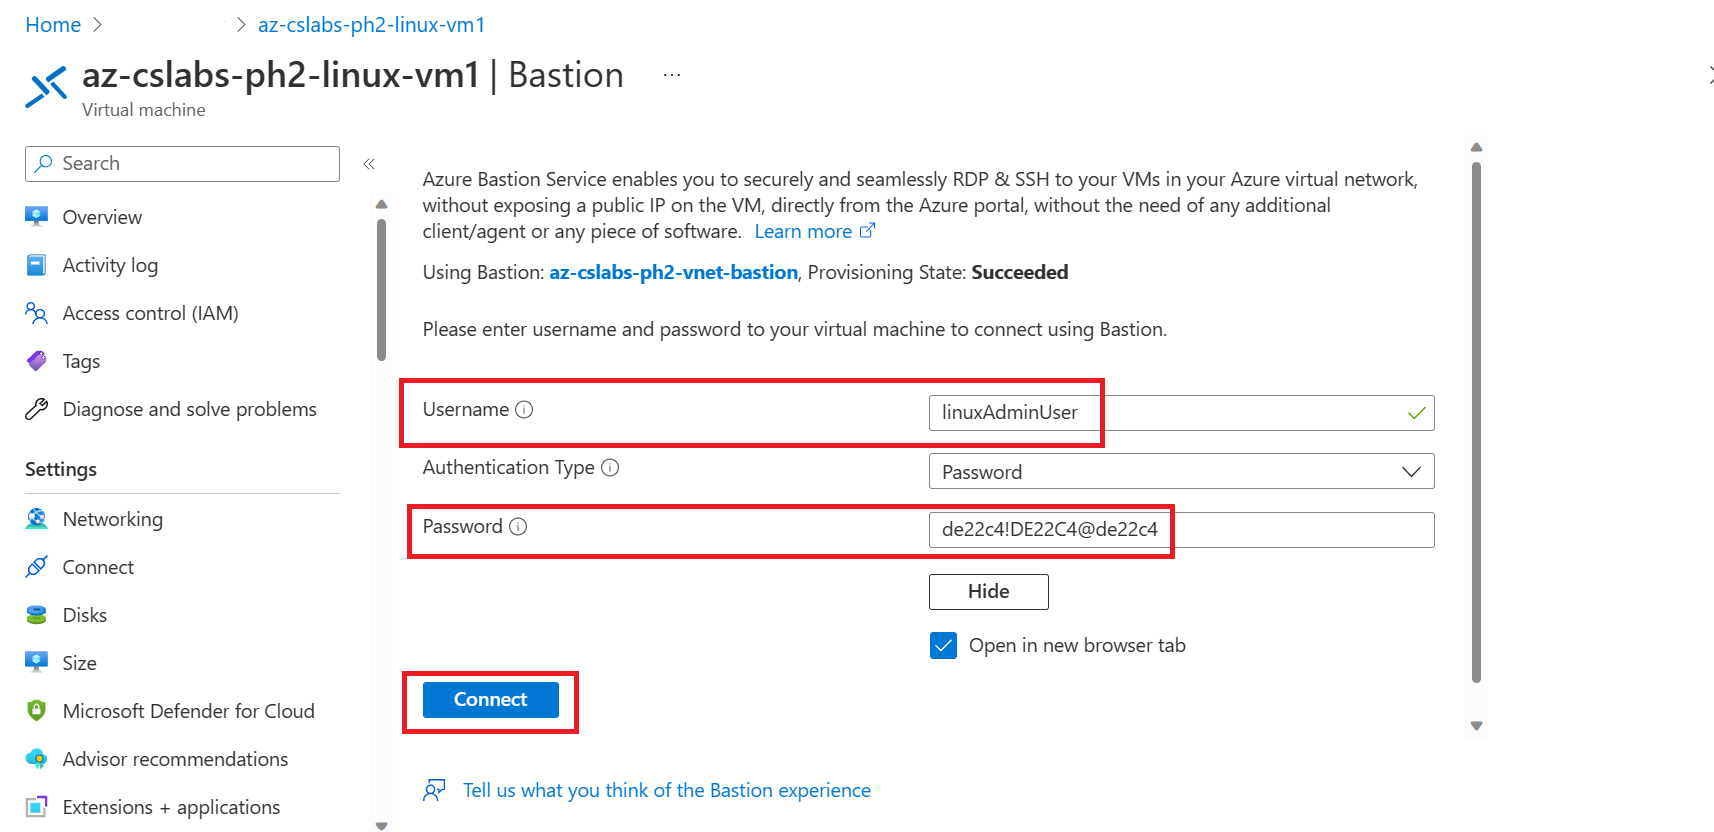 Home > > az-cslabs-ph2-linux-vm1
az-cslabs-ph2-linux-vm1 | Bastion ...
Virtual machine
Search «
Overview
Activity log
Access control (IAM)
Tags
Diagnose and solve problems
Settings
Networking
Connect
Disks
Size
Microsoft Defender for Cloud
Advisor recommendations
Extensions + applications
Azure Bastion Service enables you to securely and seamlessly RDP & SSH to your VMs in your Azure virtual network,
without exposing a public IP on the VM, directly from the Azure portal, without the need of any additional
client/agent or any piece of software. Learn more
Using Bastion: az-cslabs-ph2-vnet-bastion, Provisioning State: Succeeded
Please enter username and password to your virtual machine to connect using Bastion.
Username linuxAdminUser
Authentication Type Password
Password de22c4!DE22C4@de22c4
Hide
Open in new browser tab
Connect
Tell us what you think of the Bastion experience